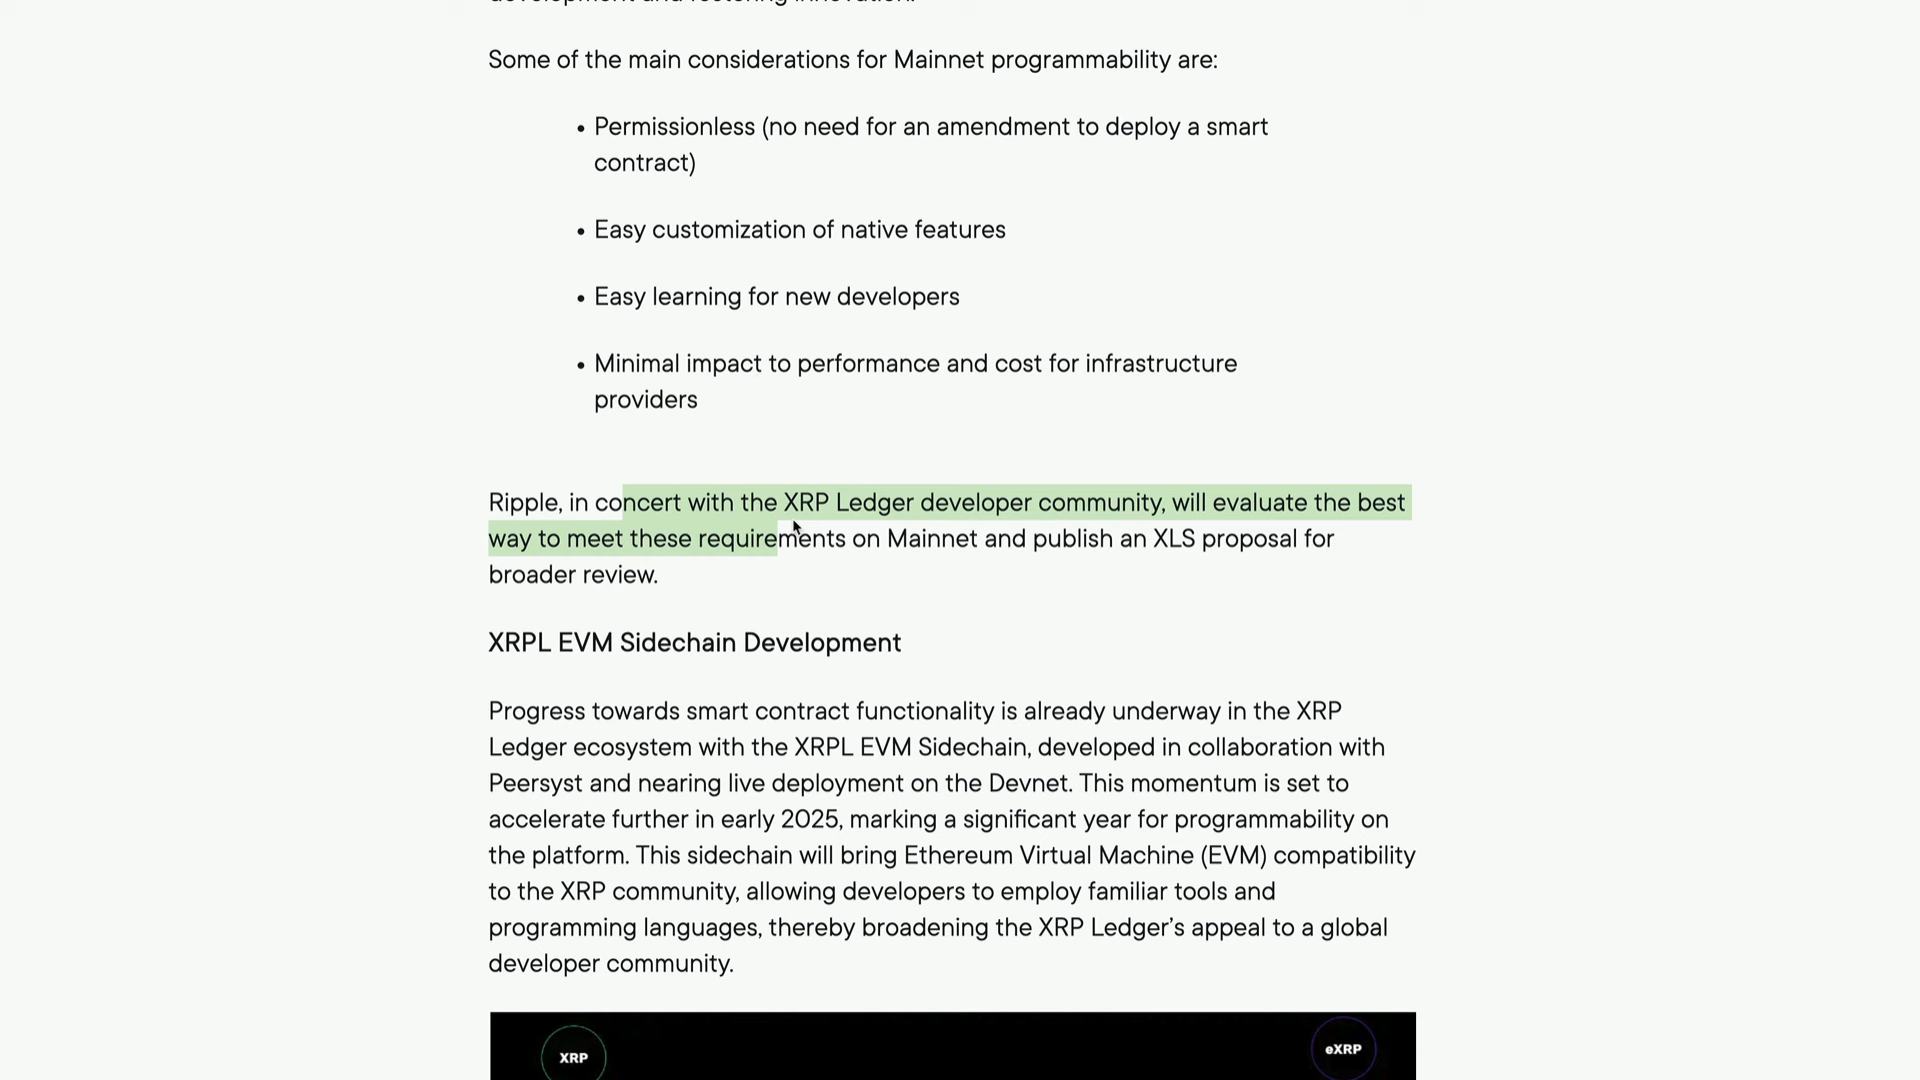 development and fostering innovation.
Some of the main considerations for Mainnet programmability are:
• Permissionless (no need for an amendment to deploy a smart
contract)
• Easy customization of native features
• Easy learning for new developers
• Minimal impact to performance and cost for infrastructure
providers
Ripple, in concert with the XRP Ledger developer community, will evaluate the best
way to meet these requirements on Mainnet and publish an XLS proposal for
broader review.
XRPL EVM Sidechain Development
Progress towards smart contract functionality is already underway in the XRP
Ledger ecosystem with the XRPL EVM Sidechain, developed in collaboration with
Peersyst and nearing live deployment on the Devnet. This momentum is set to
accelerate further in early 2025, marking a significant year for programmability on
the platform. This sidechain will bring Ethereum Virtual Machine (EVM) compatibility
to the XRP community, allowing developers to employ familiar tools and
programming languages, thereby broadening the XRP Ledger’s appeal to a global
developer community.
XRP
eXRP